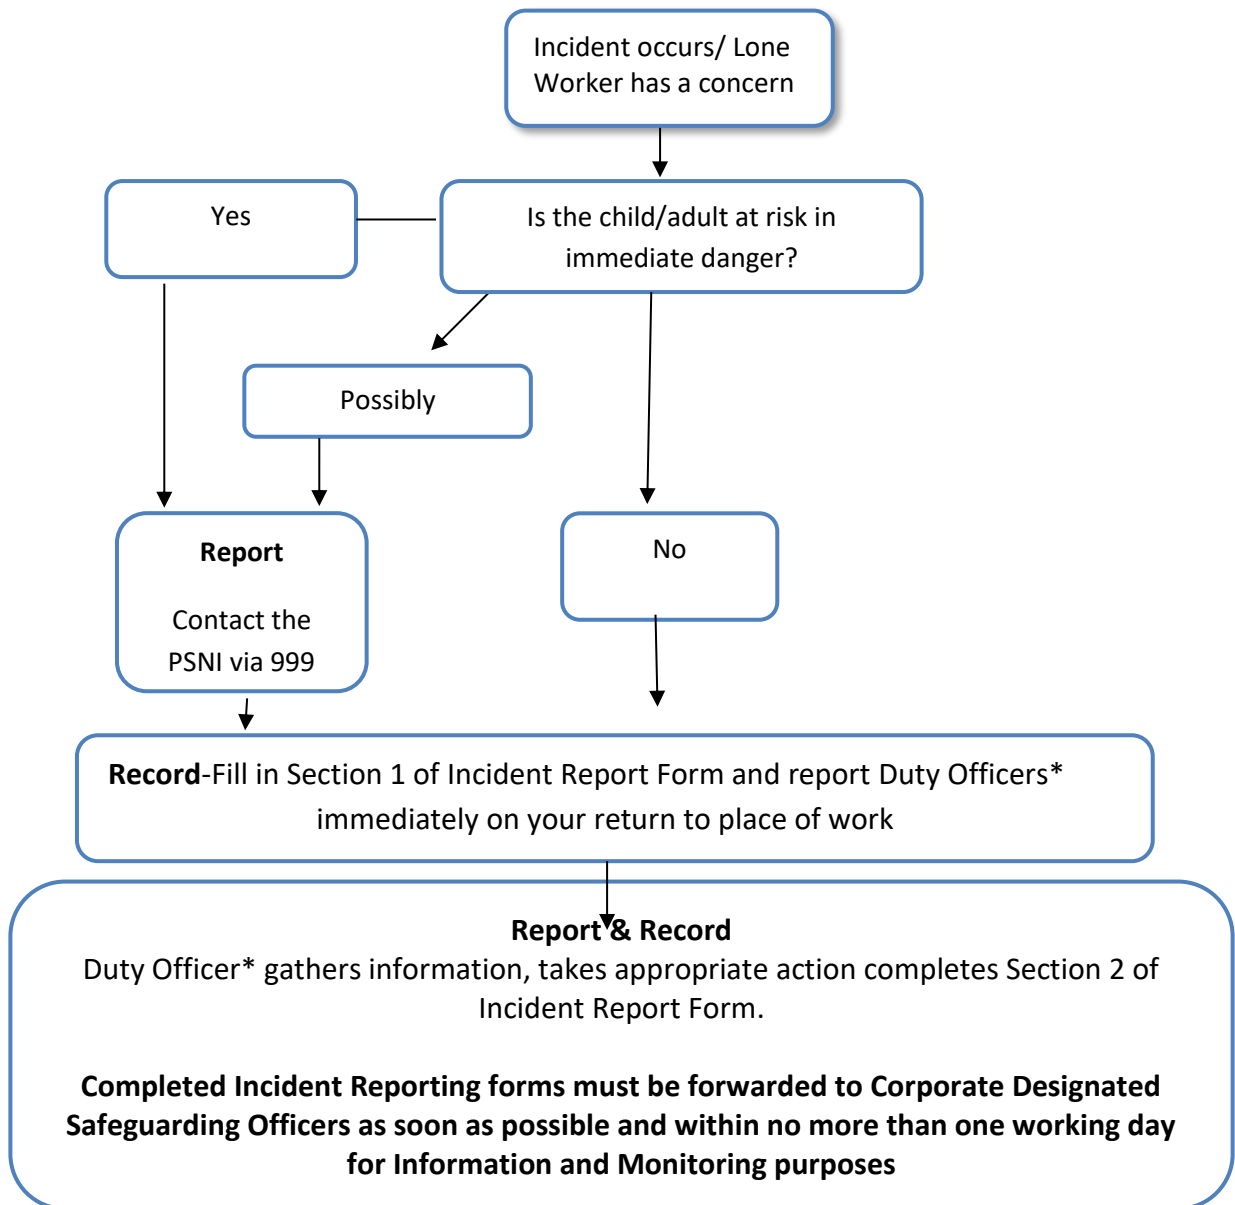 Incident occurs/ Lone
Worker has a concern
Yes
Is the child/adult at risk in
immediate danger?
Possibly
Report
Contact the
PSNI via 999
No
Record-Fill in Section 1 of Incident Report Form and report Duty Officers*
immediately on your return to place of work
Report & Record
Duty Officer* gathers information, takes appropriate action completes Section 2 of
Incident Report Form.
Completed Incident Reporting forms must be forwarded to Corporate Designated
Safeguarding Officers as soon as possible and within no more than one working day
for Information and Monitoring purposes